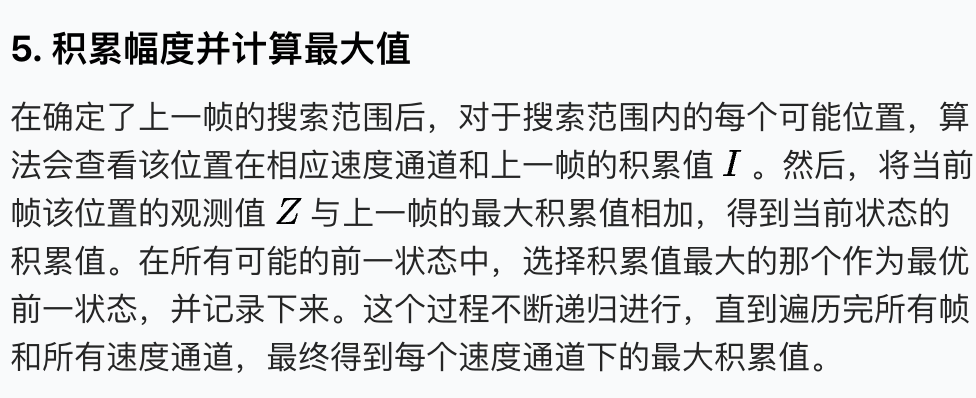 5. 积累幅度并计算最大值
在确定了上一帧的搜索范围后，对于搜索范围内的每个可能位置，算
法会查看该位置在相应速度通道和上一帧的积累值 I 。然后，将当前
帧该位置的观测值 Z 与上一帧的最大积累值相加，得到当前状态的
积累值。在所有可能的前一状态中，选择积累值最大的那个作为最优
前一状态，并记录下来。这个过程不断递归进行，直到遍历完所有帧
和所有速度通道，最终得到每个速度通道下的最大积累值。